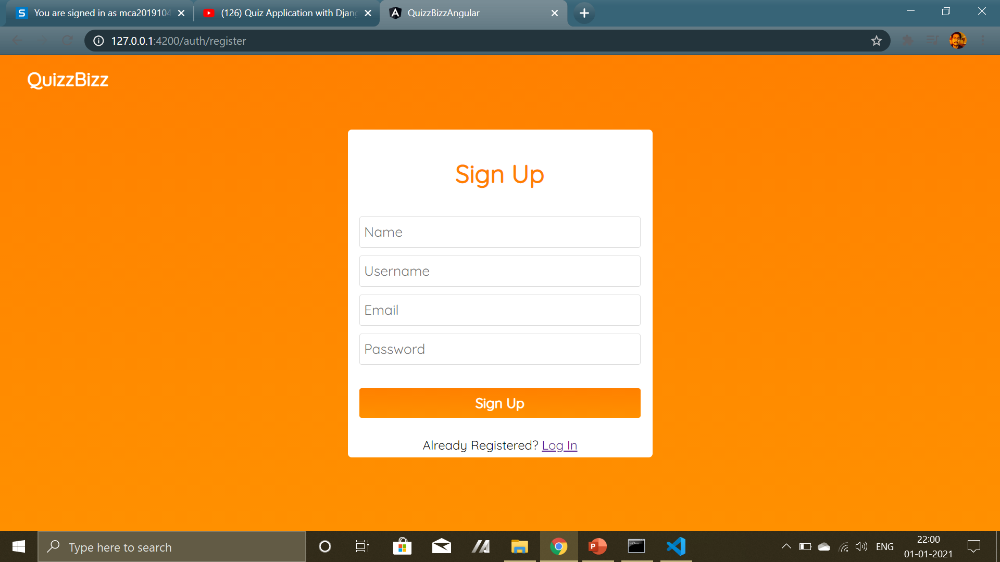 You are signed in as mca2019104
(126) Quiz Application with Djang
QuizzBizzAngular
127.0.0.1:4200/auth/register
QuizzBizz
Sign Up
Name
Username
Email
Password
Sign Up
Already Registered? Log In
Type here to search
ENG
22:00
01-01-2021